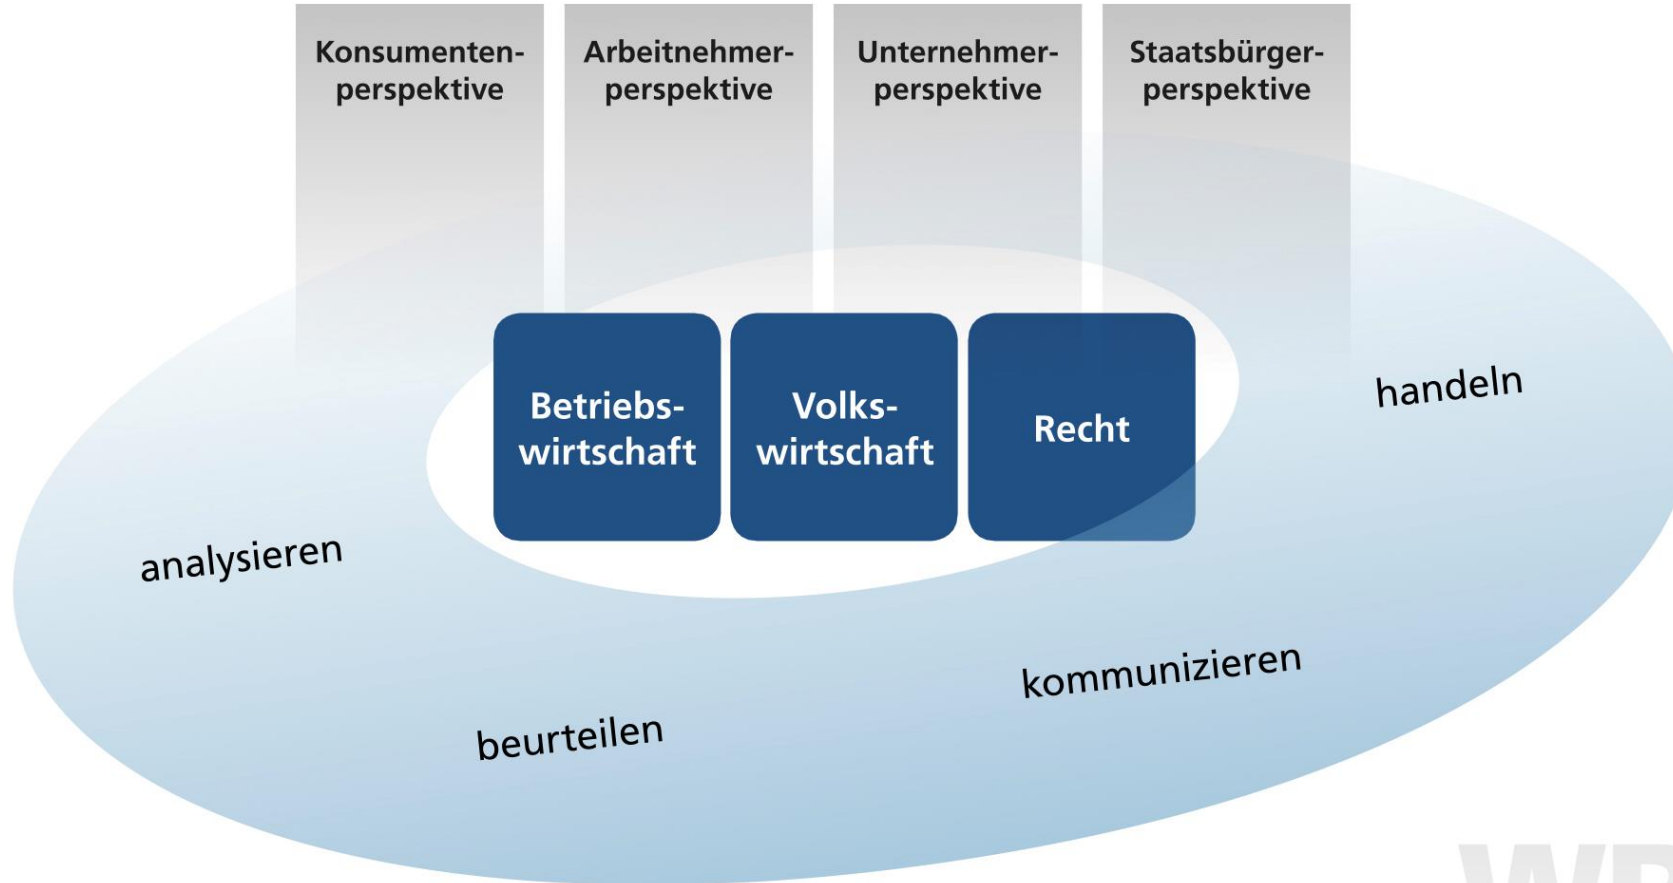 Konsumenten-
perspektive
Arbeitnehmer-
perspektive
Unternehmer-
perspektive
Staatsbürger-
perspektive
Betriebs-
wirtschaft
Volks-
wirtschaft
Recht
handeln
analysieren
kommunizieren
beurteilen